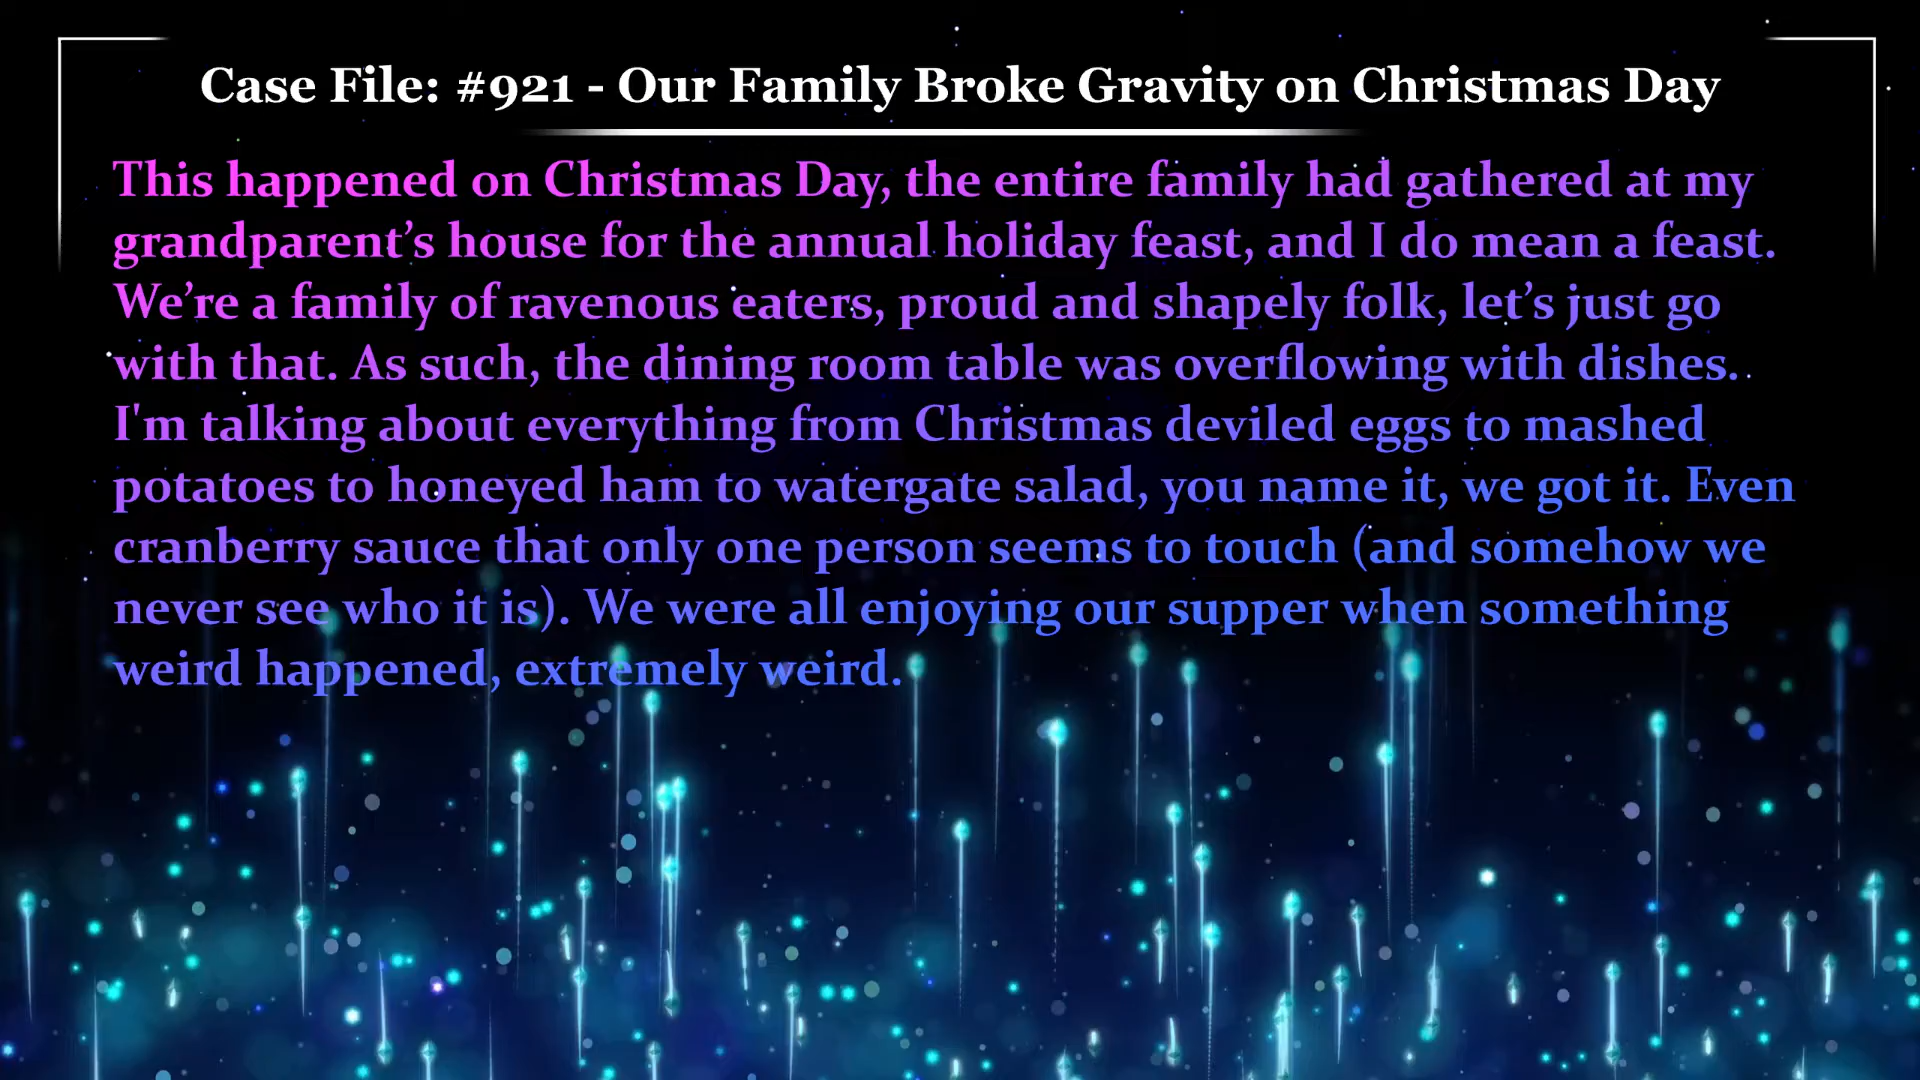 Case File: #921 - Our Family Broke Gravity on Christmas Day
This happened on Christmas Day, the entire family had gathered at my
grandparent’s house for the annual holiday feast, and I do mean a feast.
We’re a family of ravenous eaters, proud and shapely folk, let’s just go
with that. As such, the dining room table was overflowing with dishes.
I'm talking about everything from Christmas deviled eggs to mashed
potatoes to honeyed ham to watergate salad, you name it, we got it. Even
cranberry sauce that only one person seems to touch (and somehow we
never see who it is). We were all enjoying our supper when something
weird happened, extremely weird.